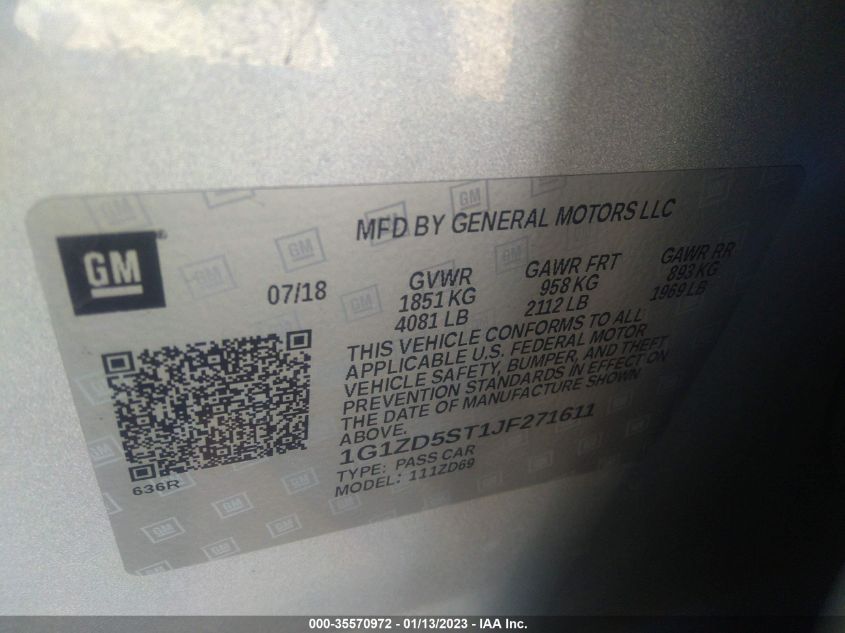 GM
MFD BY GENERAL MOTORS LLC
07/18
GVWR
1851 KG
4081 LB
GAWR FRT
958 KG
2112 LB
GAWR RR
893 KG
1969 LB
THIS VEHICLE CONFORMS TO ALL
APPLICABLE U.S. FEDERAL MOTOR
VEHICLE SAFETY, BUMPER, AND THEFT
PREVENTION STANDARDS IN EFFECT ON
THE DATE OF MANUFACTURE SHOWN
ABOVE.
1G1ZD5ST1JF271611
TYPE: PASS CAR
MODEL: 111ZD69
636R
000-35570972 - 01/13/2023 - IAA Inc.